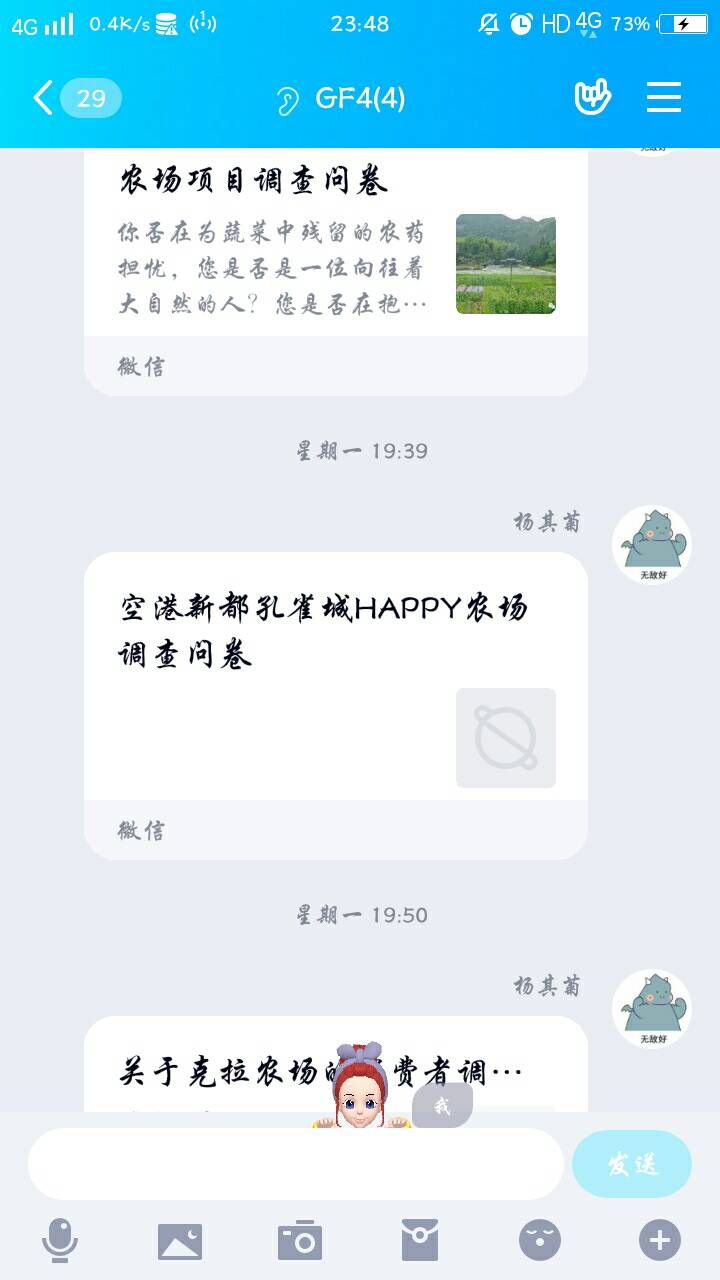 4G 0.4K/s 1 23:48 HD 4G 73%
29 GF4(4)
无敌好
农场项目调查问卷
你否在为蔬菜中残留的农药
担忧，您是否是一位向往着
大自然的人？您是否在抱…
微信
星期一 19:39
杨其菊
无敌好
空港新都孔雀城HAPPY农场
调查问卷
微信
星期一 19:50
杨其菊
无敌好
关于克拉农场的 费者调…
我
发送